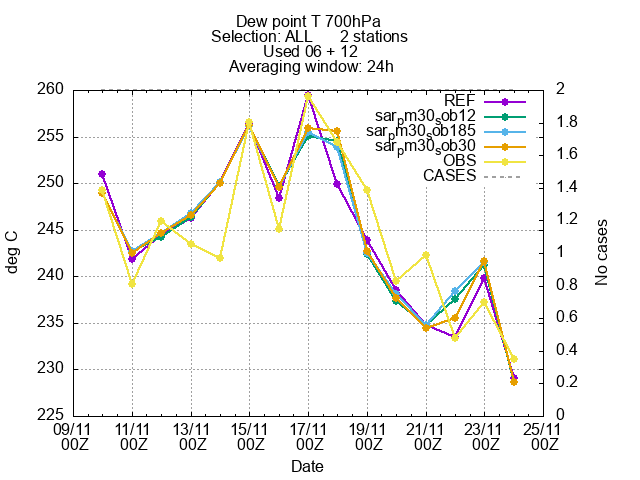 Dew point T 700hPa
Selection: ALL      2 stations
Used 06 + 12
Averaging window: 24h
260 2
255 1.8
250 1.6
245 1.4
240 1.2
235 1
230 0.8
225 0.6
0.4
0.2
0
deg C
No cases
REF
sarpm30sob12
sarpm30sob185
sarpm30sob30
OBS
CASES
09/11 11/11 13/11 15/11 17/11 19/11 21/11 23/11 25/11
00Z 00Z 00Z 00Z 00Z 00Z 00Z 00Z 00Z
Date